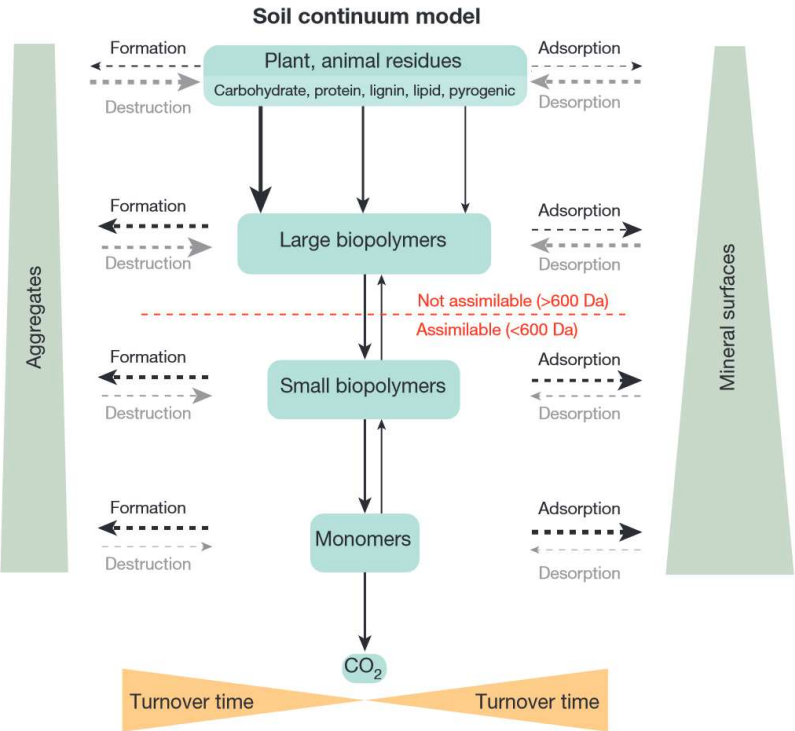 Soil continuum model
Formation
Plant, animal residues
Adsorption
Destruction
Carbohydrate, protein, lignin, lipid, pyrogenic
Desorption
Formation
Large biopolymers
Adsorption
Destruction
Desorption
Aggregates
Mineral surfaces
Not assimilable (>600 Da)
Assimilable (<600 Da)
Formation
Small biopolymers
Adsorption
Destruction
Desorption
Formation
Monomers
Adsorption
Destruction
Desorption
CO₂
Turnover time
Turnover time